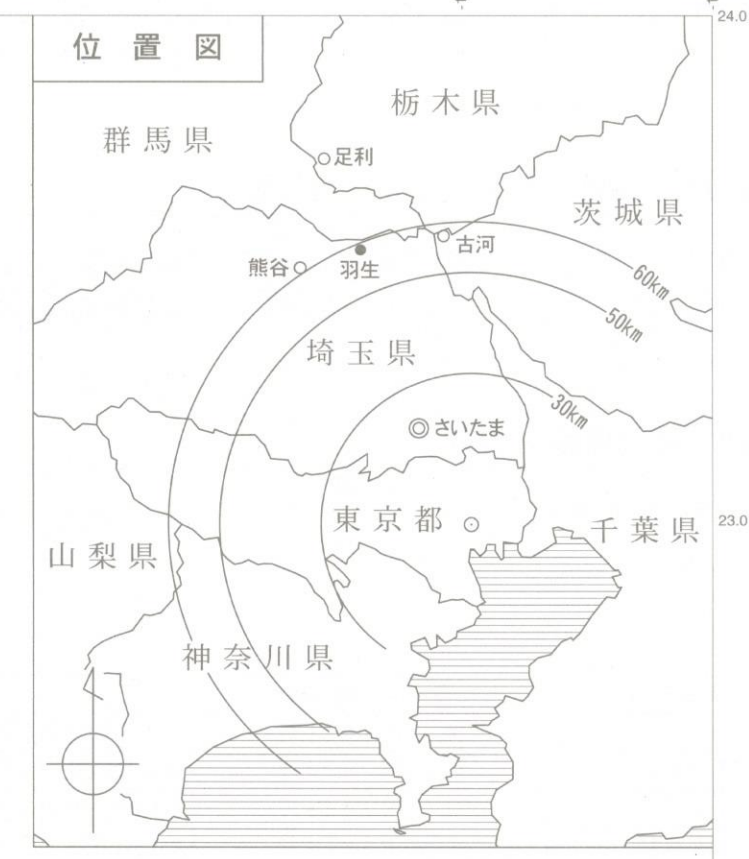 位置図
24.0
栃木県
群馬県
足利
茨城県
古河
熊谷
羽生
60km
50km
埼玉県
30km
さいたま
東京都
23.0
千葉県
山梨県
神奈川県